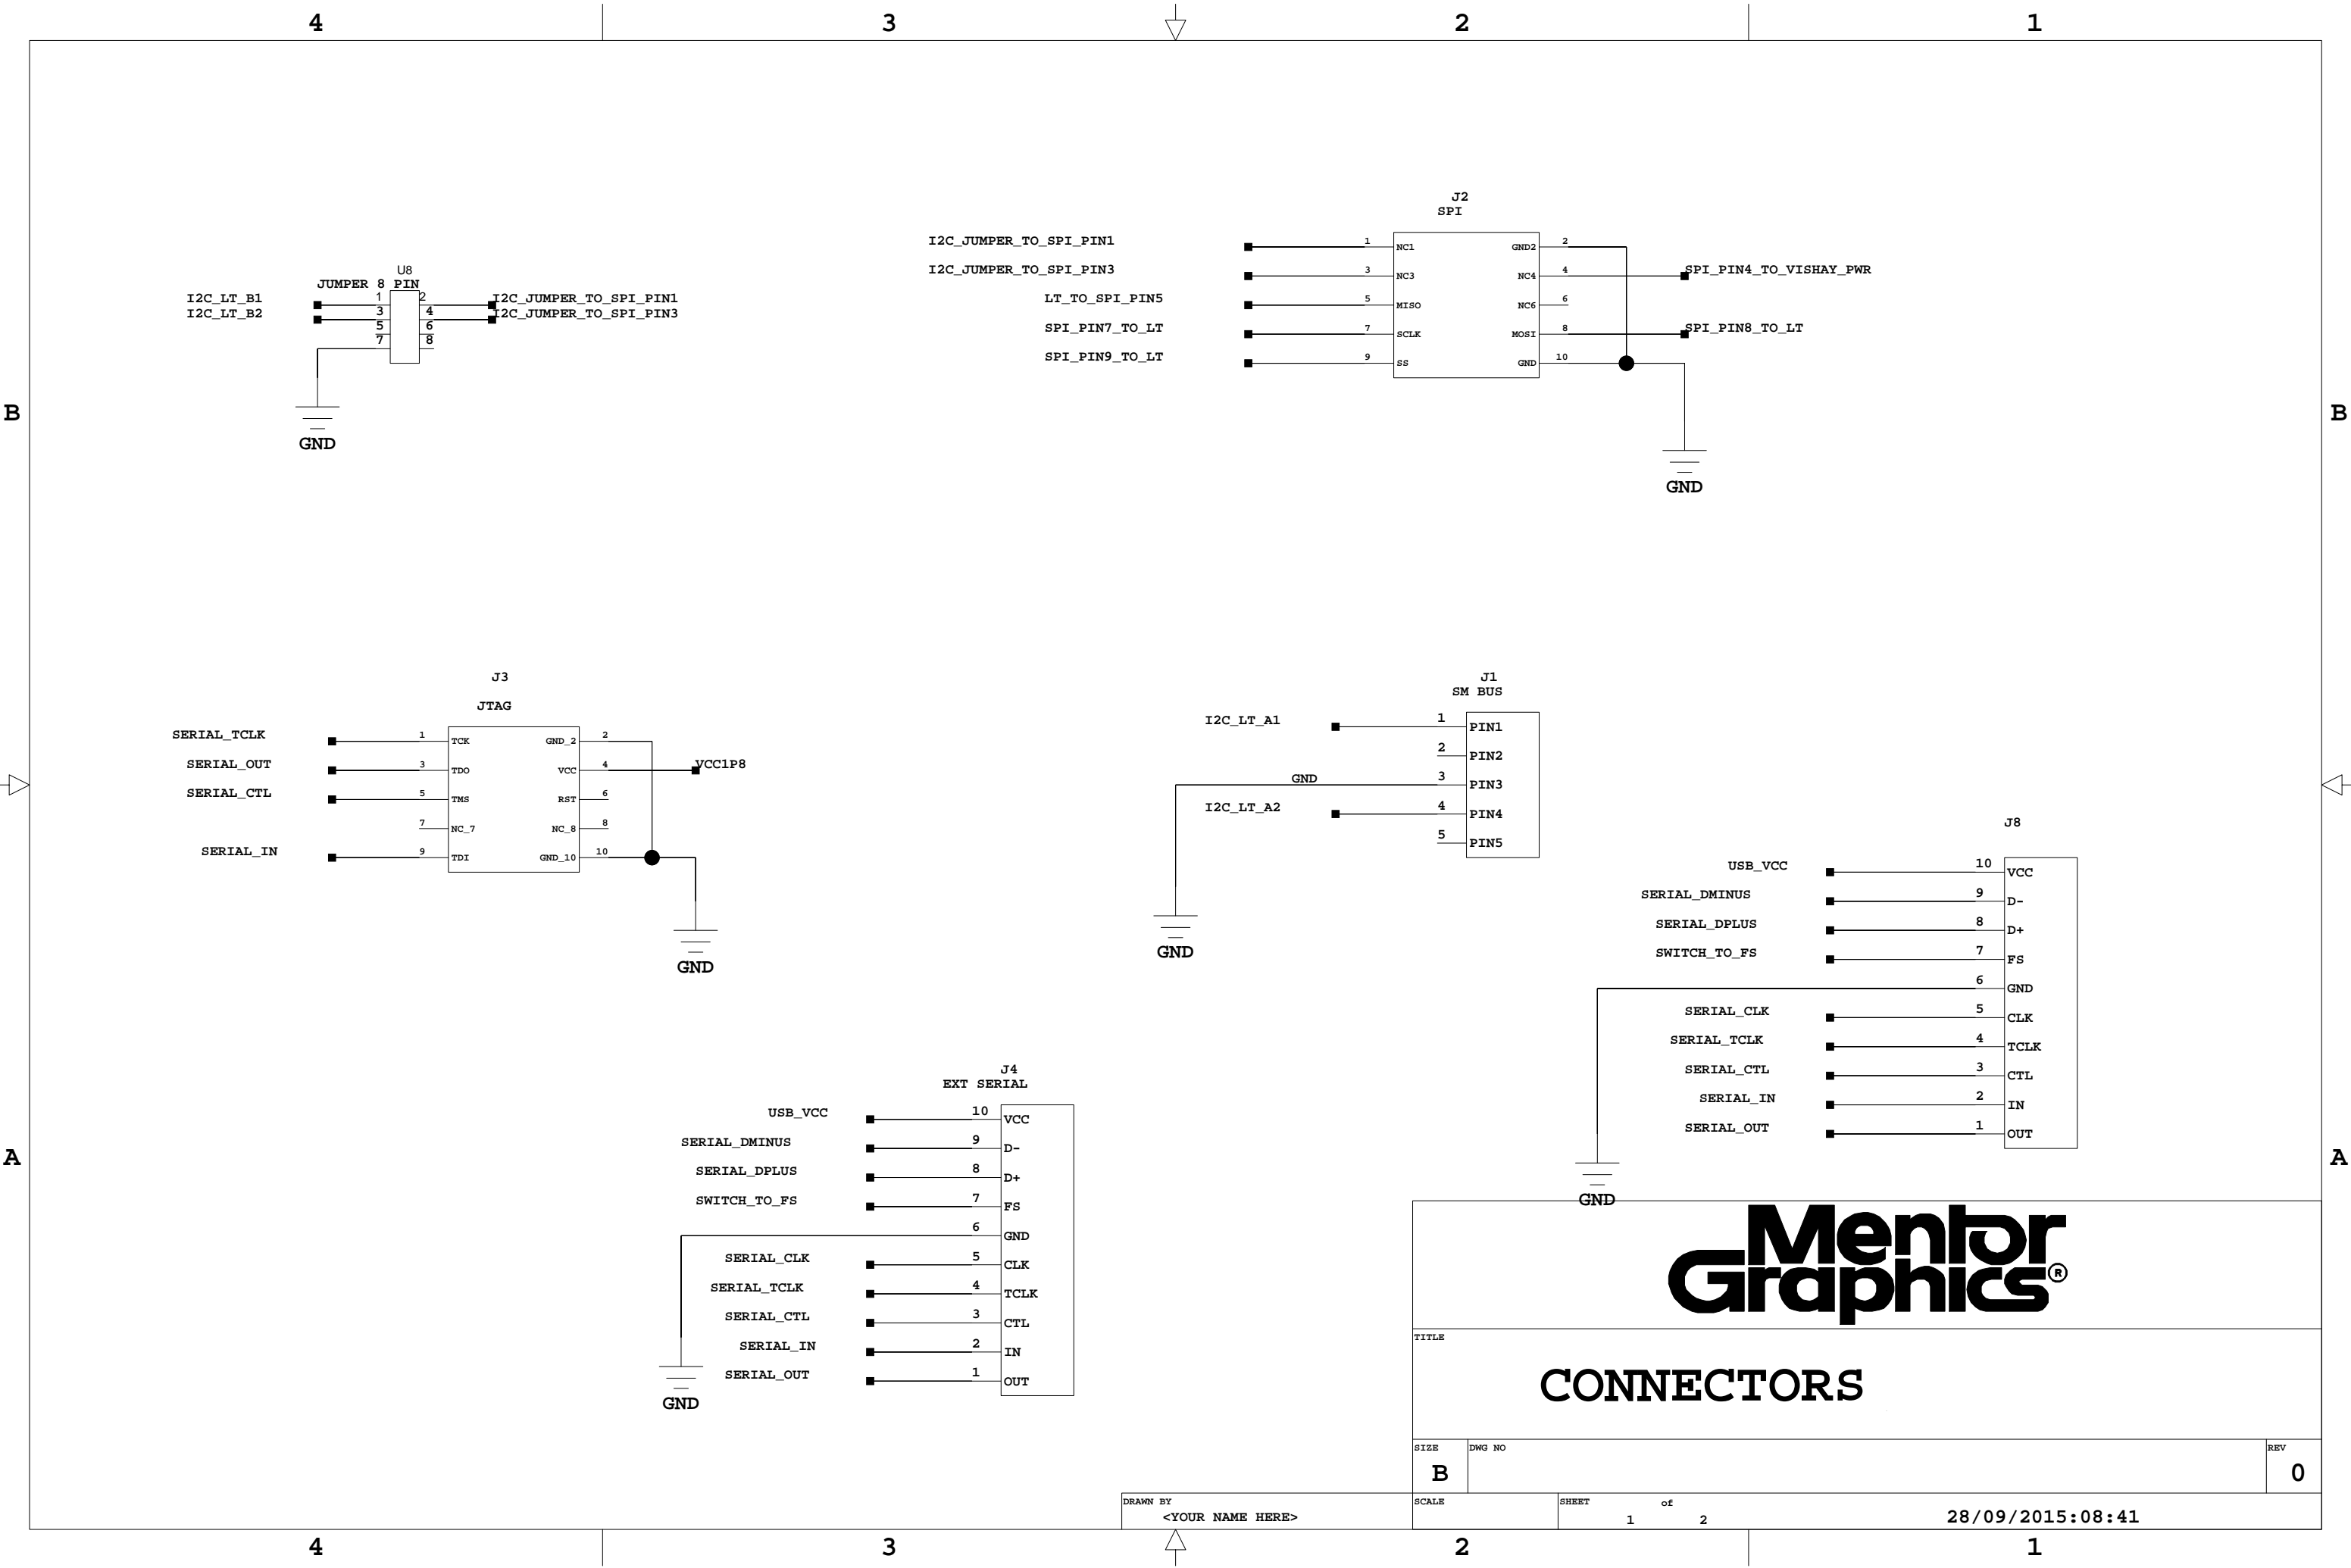 4 3 2 1
J2
SPI
I2C_JUMPER_TO_SPI_PIN1 1 NC1 GND2 2
I2C_JUMPER_TO_SPI_PIN3 3 NC3 NC4 4 SPI_PIN4_TO_VISHAY_PWR
LT_TO_SPI_PIN5 5 MISO NC6 6
SPI_PIN7_TO_LT 7 SCLK MOSI 8 SPI_PIN8_TO_LT
SPI_PIN9_TO_LT 9 SS GND 10
GND
U8
JUMPER 8 PIN
I2C_LT_B1 1 2 I2C_JUMPER_TO_SPI_PIN1
I2C_LT_B2 3 4 I2C_JUMPER_TO_SPI_PIN3
5 6
7 8
GND
B B
J3
JTAG
SERIAL_TCLK 1 TCK GND_2 2
SERIAL_OUT 3 TDO VCC 4 VCC1P8
SERIAL_CTL 5 TMS RST 6
7 NC_7 NC_8 8
SERIAL_IN 9 TDI GND_10 10
GND
J1
SM BUS
I2C_LT_A1 1 PIN1
2 PIN2
GND 3 PIN3
I2C_LT_A2 4 PIN4
5 PIN5
GND
J8
USB_VCC 10 VCC
SERIAL_DMINUS 9 D-
SERIAL_DPLUS 8 D+
SWITCH_TO_FS 7 FS
6 GND
SERIAL_CLK 5 CLK
SERIAL_TCLK 4 TCLK
SERIAL_CTL 3 CTL
SERIAL_IN 2 IN
SERIAL_OUT 1 OUT
GND
J4
EXT SERIAL
USB_VCC 10 VCC
SERIAL_DMINUS 9 D-
SERIAL_DPLUS 8 D+
SWITCH_TO_FS 7 FS
6 GND
SERIAL_CLK 5 CLK
SERIAL_TCLK 4 TCLK
SERIAL_CTL 3 CTL
SERIAL_IN 2 IN
SERIAL_OUT 1 OUT
GND
A A
Mentor
Graphics®
TITLE
CONNECTORS
SIZE DWG NO REV
B 0
DRAWN BY SCALE SHEET of
<YOUR NAME HERE> 1 2 28/09/2015:08:41
4 3 2 1